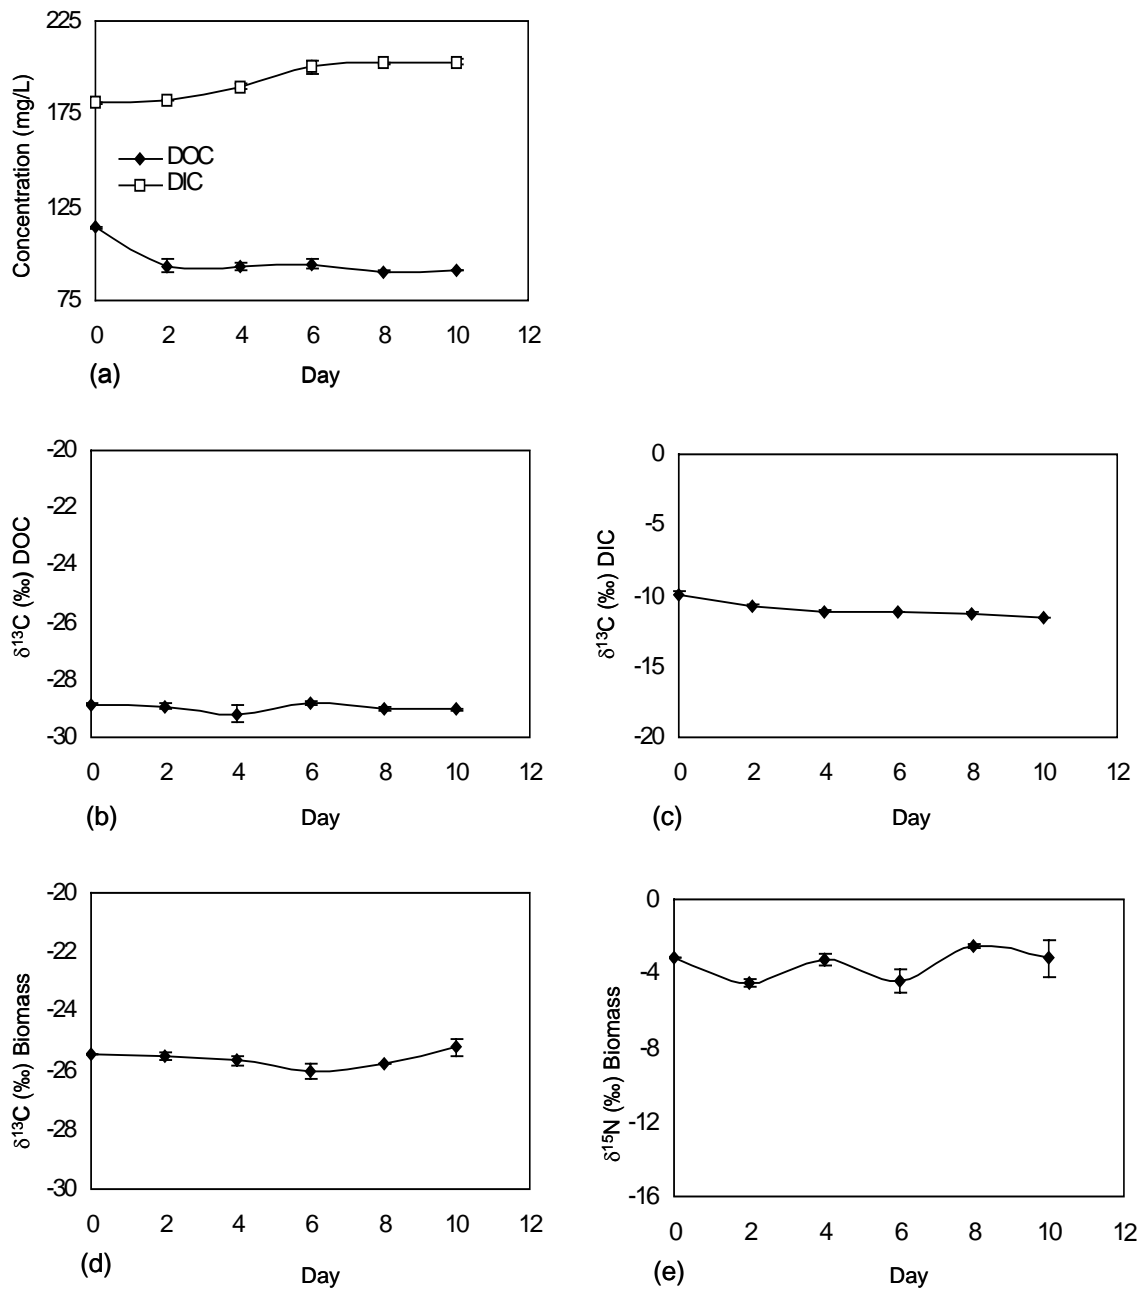 225
175
125
75
Concentration (mg/L)
DOC
DIC
0 2 4 6 8 10 12
(a) Day
-20
-22
-24
-26
-28
-30
δ¹³C (‰) DOC
0 2 4 6 8 10 12
(b) Day
0
-5
-10
-15
-20
δ¹³C (‰) DIC
0 2 4 6 8 10 12
(c) Day
-20
-22
-24
-26
-28
-30
δ¹³C (‰) Biomass
0 2 4 6 8 10 12
(d) Day
0
-4
-8
-12
-16
δ¹⁵N (‰) Biomass
0 2 4 6 8 10 12
(e) Day